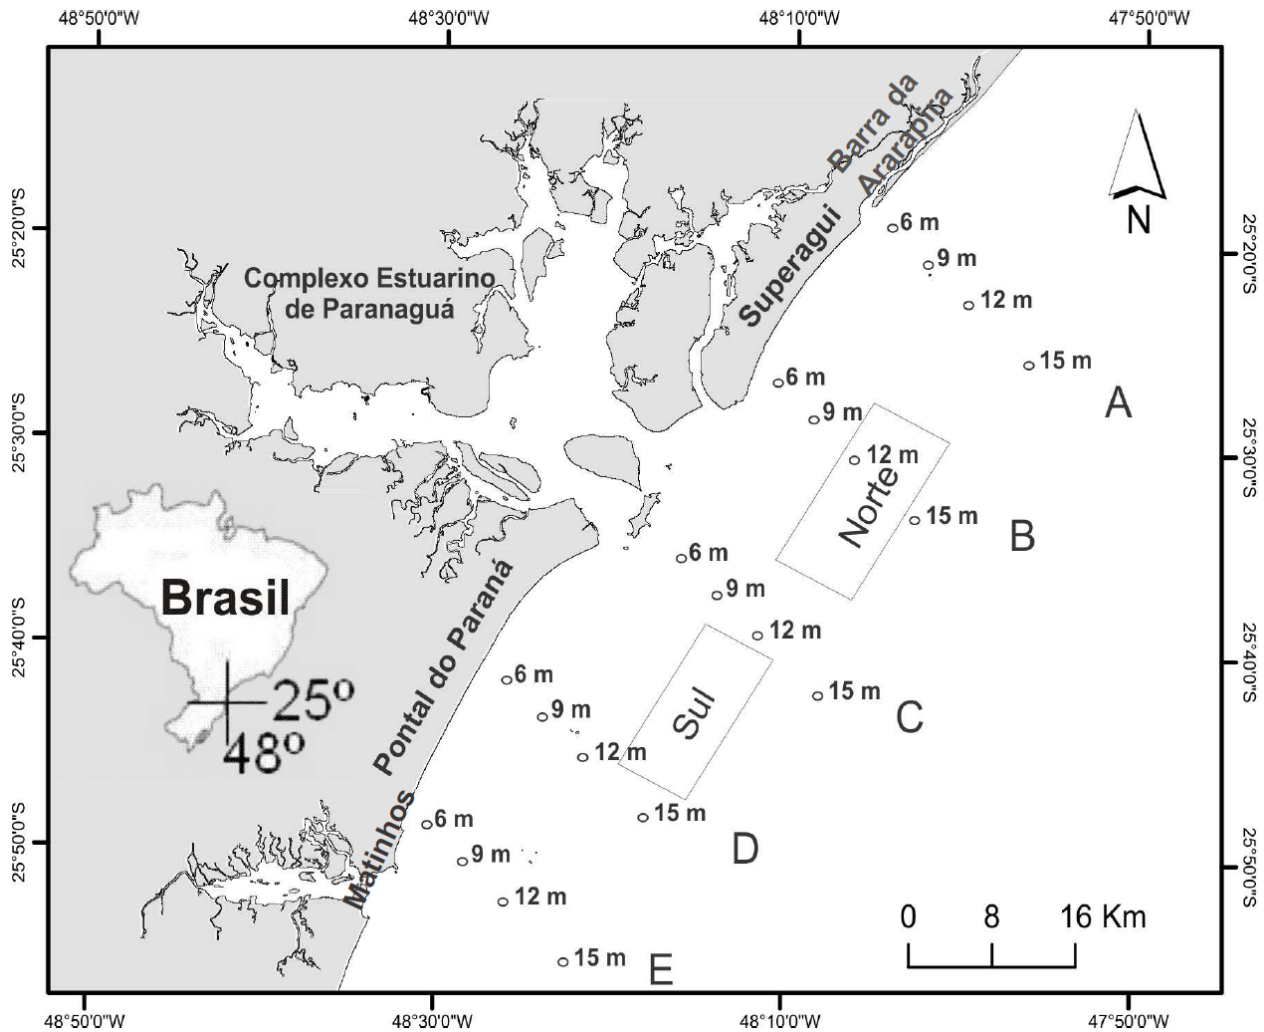 48°50'0"W
48°30'0"W
48°10'0"W
47°50'0"W
25°20'0"S
25°30'0"S
25°40'0"S
25°50'0"S
25°20'0"S
25°30'0"S
25°40'0"S
25°50'0"S
Barra da
Ararapira
Superagui
Complexo Estuarino
de Paranaguá
N
6 m
9 m
12 m
15 m
A
6 m
9 m
12 m
15 m
Norte
B
6 m
9 m
12 m
15 m
C
Sul
Brasil
25º
48º
Pontal do Paraná
6 m
9 m
12 m
15 m
D
Matinhos
6 m
9 m
12 m
15 m
E
0 8 16 Km
48°50'0"W
48°30'0"W
48°10'0"W
47°50'0"W